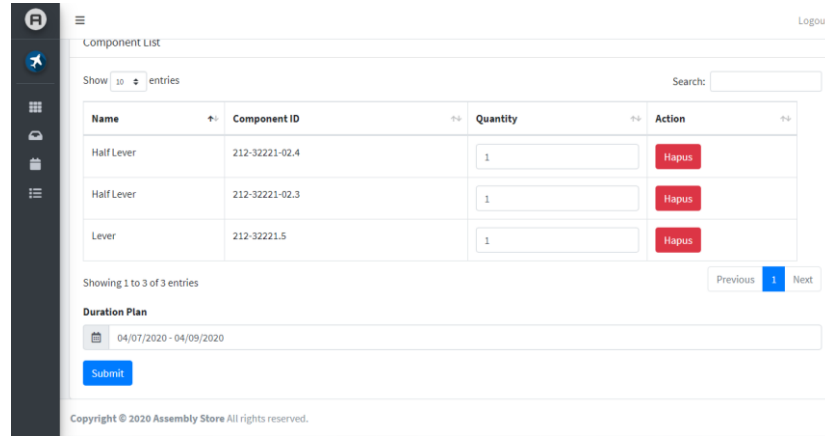 Logou
Component List
Show 10 entries Search:
Name Component ID Quantity Action
Half Lever 212-32221-02.4 1 Hapus
Half Lever 212-32221-02.3 1 Hapus
Lever 212-32221.5 1 Hapus
Showing 1 to 3 of 3 entries Previous 1 Next
Duration Plan
04/07/2020 - 04/09/2020
Submit
Copyright © 2020 Assembly Store All rights reserved.